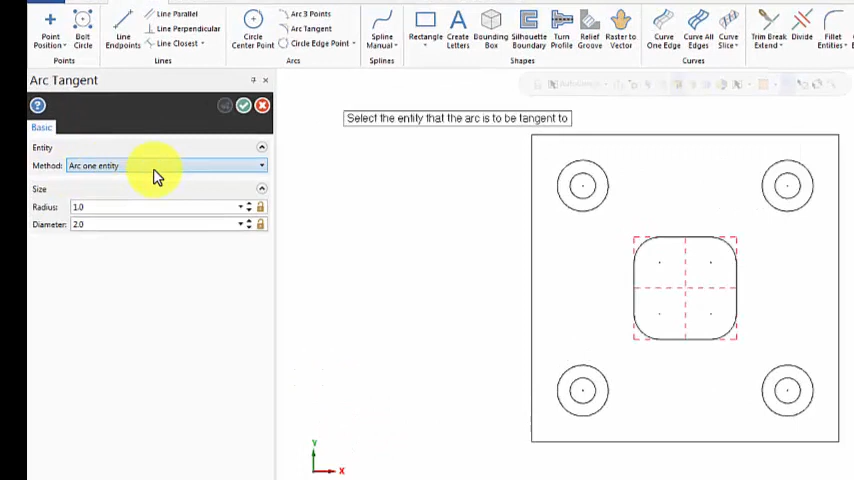 Point
Position
Bolt
Circle
Points
Line
Endpoints
Line Parallel
Line Perpendicular
Line Closest
Lines
Circle
Center Point
Arc 3 Points
Arc Tangent
Circle Edge Point
Arcs
Spline
Manual
Splines
Rectangle
Create
Letters
Bounding
Box
Silhouette
Boundary
Turn
Profile
Relief
Groove
Raster to
Vector
Shapes
Curve
One Edge
Curve All
Edges
Curve
Slice
Curves
Trim Break
Extend
Divide
Fillet
Entities
Arc Tangent
Basic
Entity
Method: Arc one entity
Size
Radius: 1.0
Diameter: 2.0
Select the entity that the arc is to be tangent to
Y
X